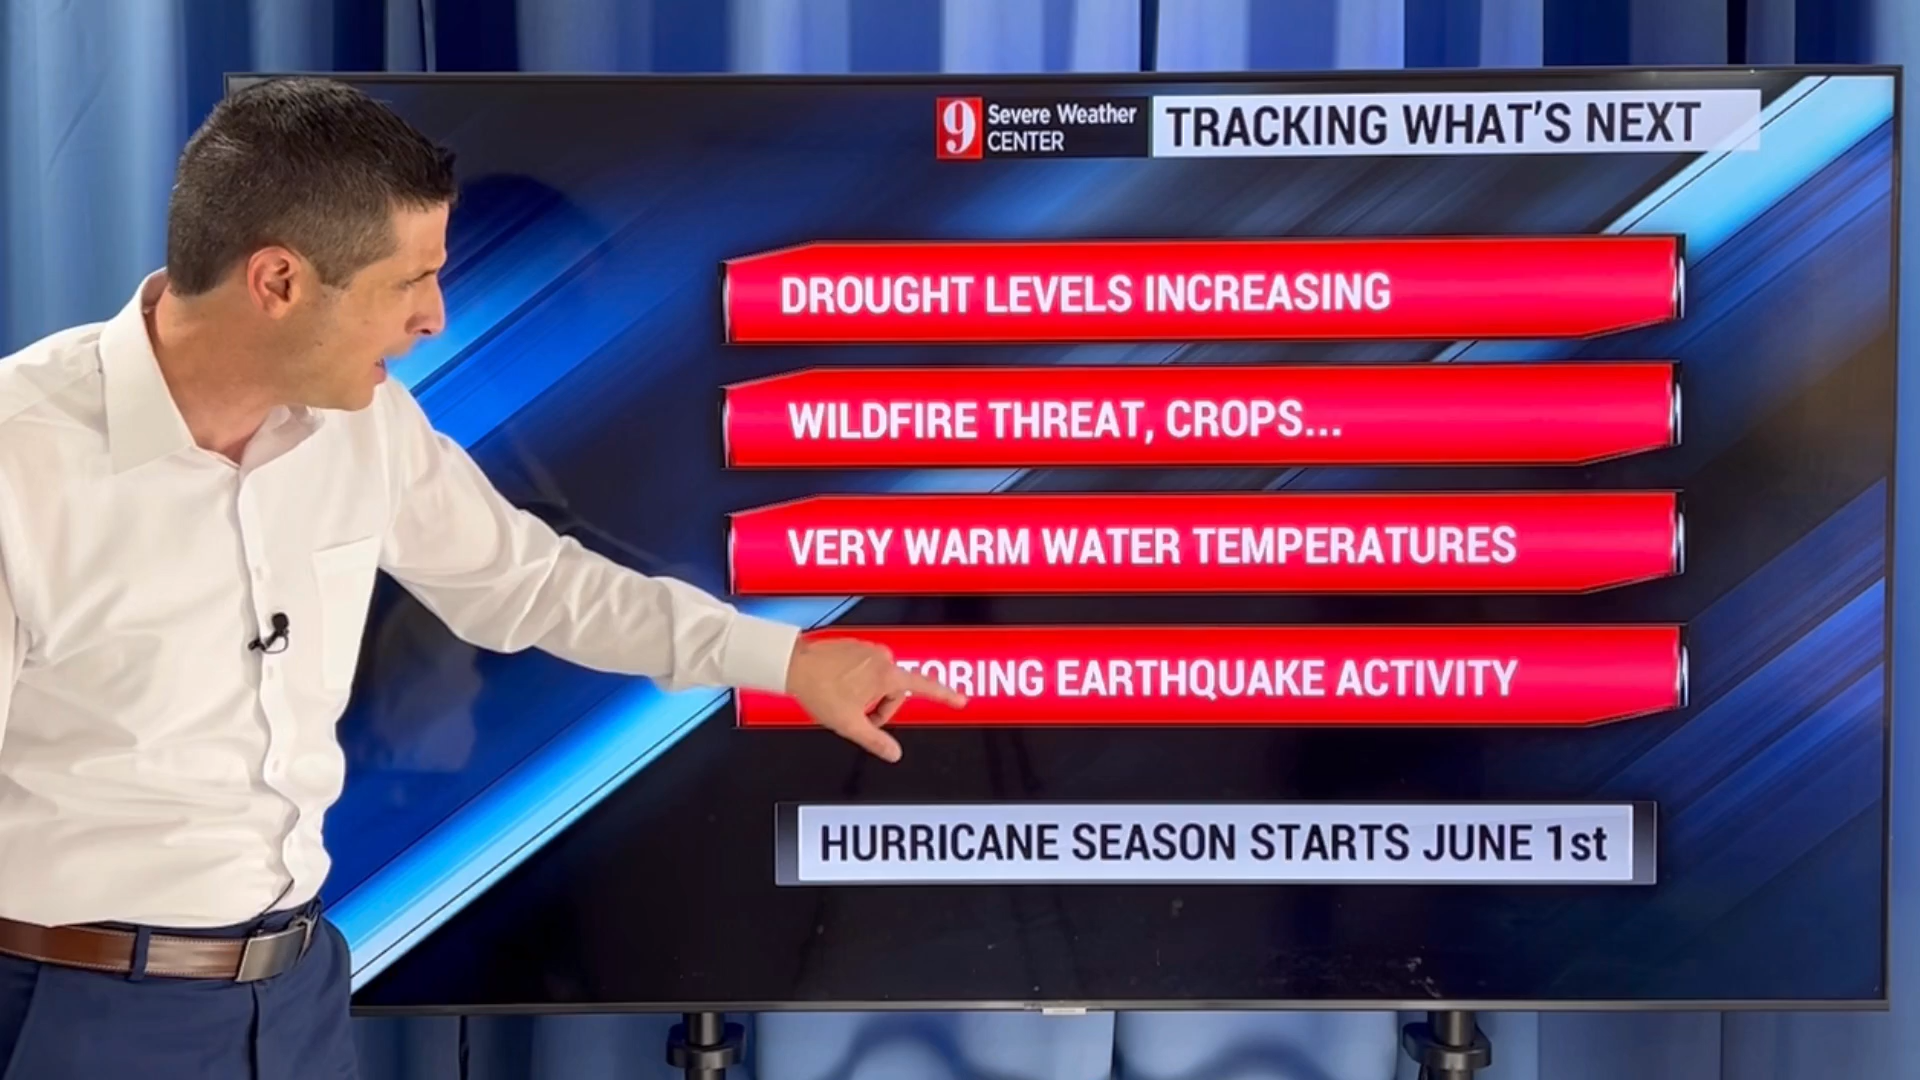 9 Severe Weather
CENTER
TRACKING WHAT'S NEXT
DROUGHT LEVELS INCREASING
WILDFIRE THREAT, CROPS...
VERY WARM WATER TEMPERATURES
EARTHQUAKE ACTIVITY
HURRICANE SEASON STARTS JUNE 1st